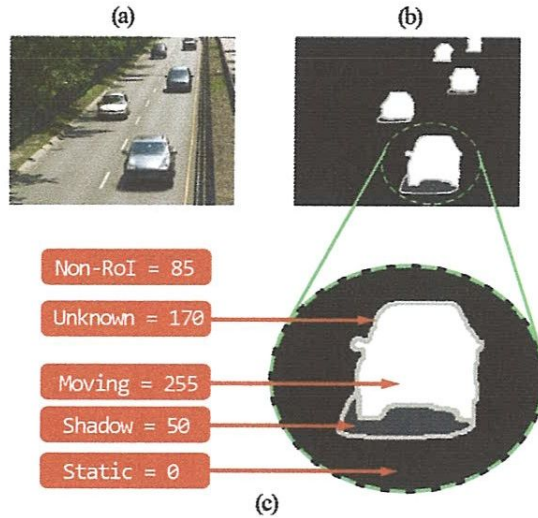 (a)
(b)
Non-RoI = 85
Unknown = 170
Moving = 255
Shadow = 50
Static = 0
(c)